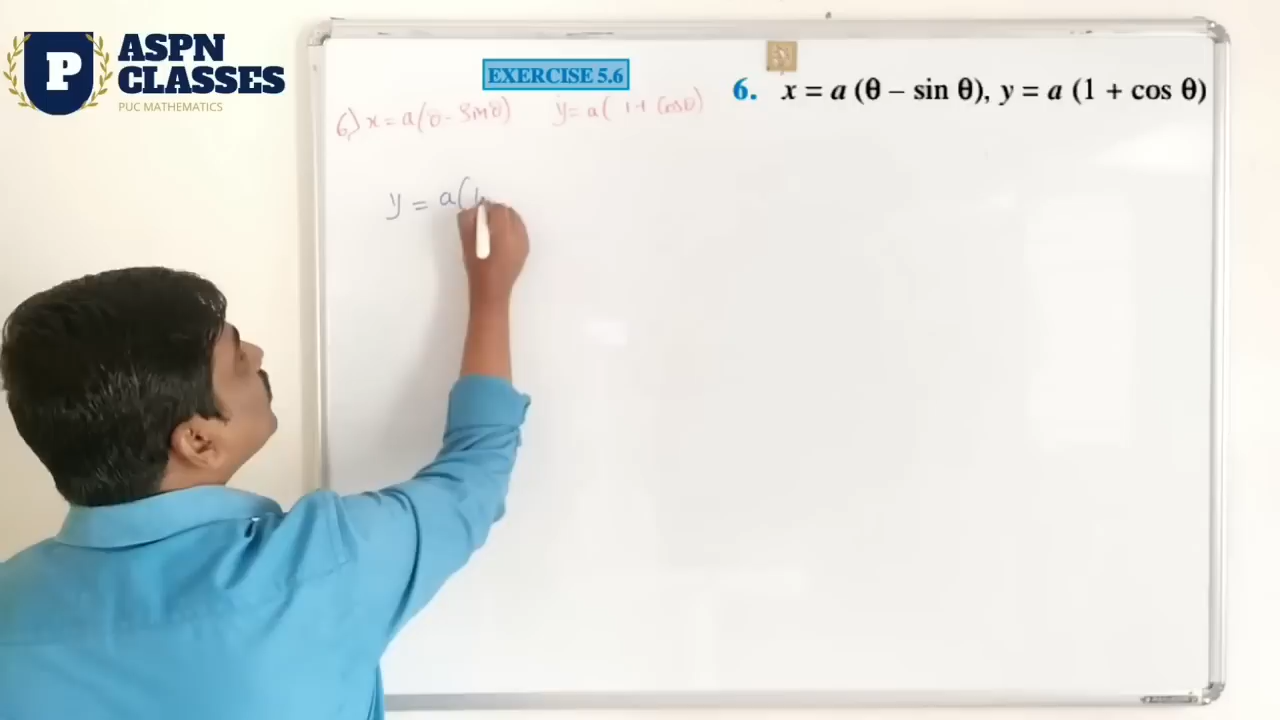 P
ASPN
CLASSES
PUC MATHEMATICS
EXERCISE 5.6
6. x = a (θ – sin θ), y = a (1 + cos θ)
6) x = a(θ - Sinθ) y = a( 1+ Cosθ)
y = a(1